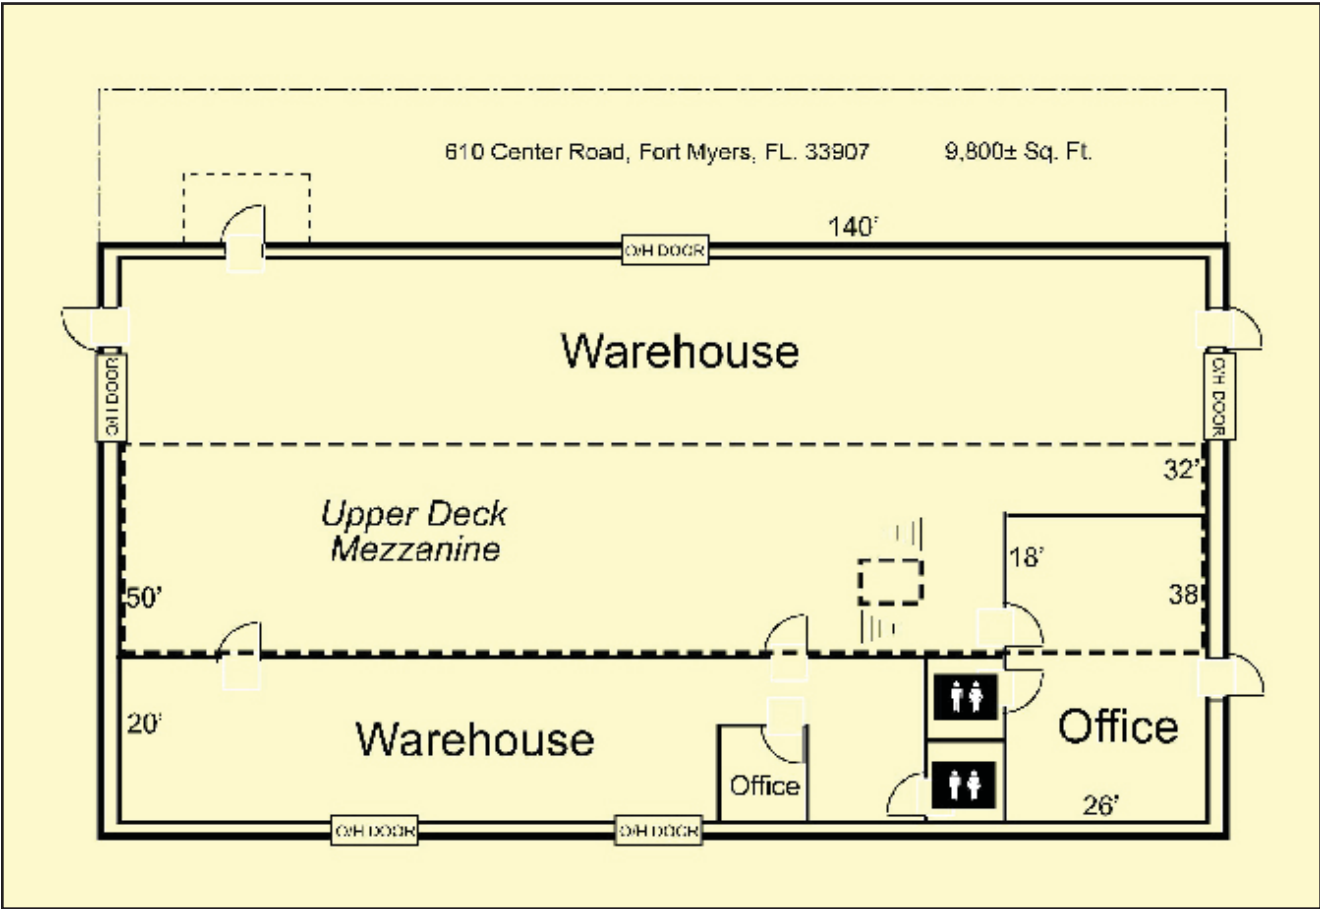 610 Center Road, Fort Myers, FL. 33907 9,800± Sq. Ft.
140'
O/H DOOR
Warehouse
O/H DOOR
O/H DOOR
32'
Upper Deck
Mezzanine
18'
50'
38
20'
Warehouse
Office
Office
26'
O/H DOOR
O/H DOOR